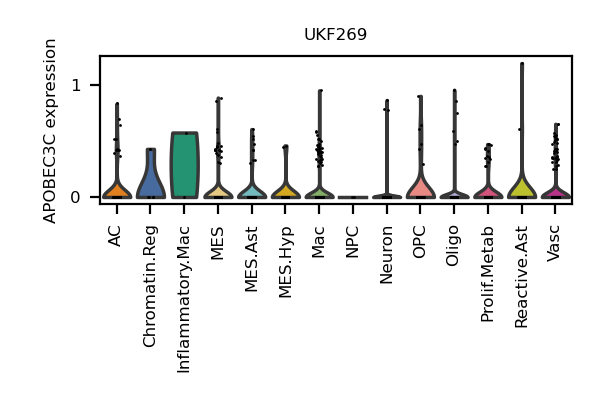 UKF269
APOBEC3C expression
1
0
AC
Chromatin.Reg
Inflammatory.Mac
MES
MES.Ast
MES.Hyp
Mac
NPC
Neuron
OPC
Oligo
Prolif.Metab
Reactive.Ast
Vasc